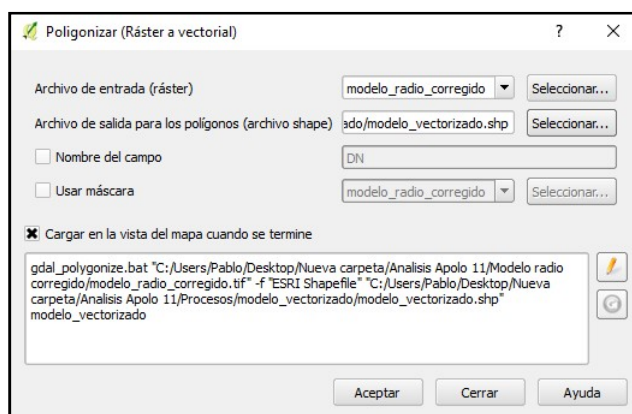 Poligonizar (Ráster a vectorial)
?
Archivo de entrada (ráster)
modelo_radio_corregido
Seleccionar...
Archivo de salida para los polígonos (archivo shape)
ado/modelo_vectorizado.shp
Seleccionar...
Nombre del campo
DN
Usar máscara
modelo_radio_corregido
Seleccionar...
Cargar en la vista del mapa cuando se termine
gdal_polygonize.bat "C:/Users/Pablo/Desktop/Nueva carpeta/Analisis Apolo 11/Modelo radio
corregido/modelo_radio_corregido.tif" -f "ESRI Shapefile" "C:/Users/Pablo/Desktop/Nueva
carpeta/Analisis Apolo 11/Procesos/modelo_vectorizado/modelo_vectorizado.shp"
modelo_vectorizado
Aceptar
Cerrar
Ayuda